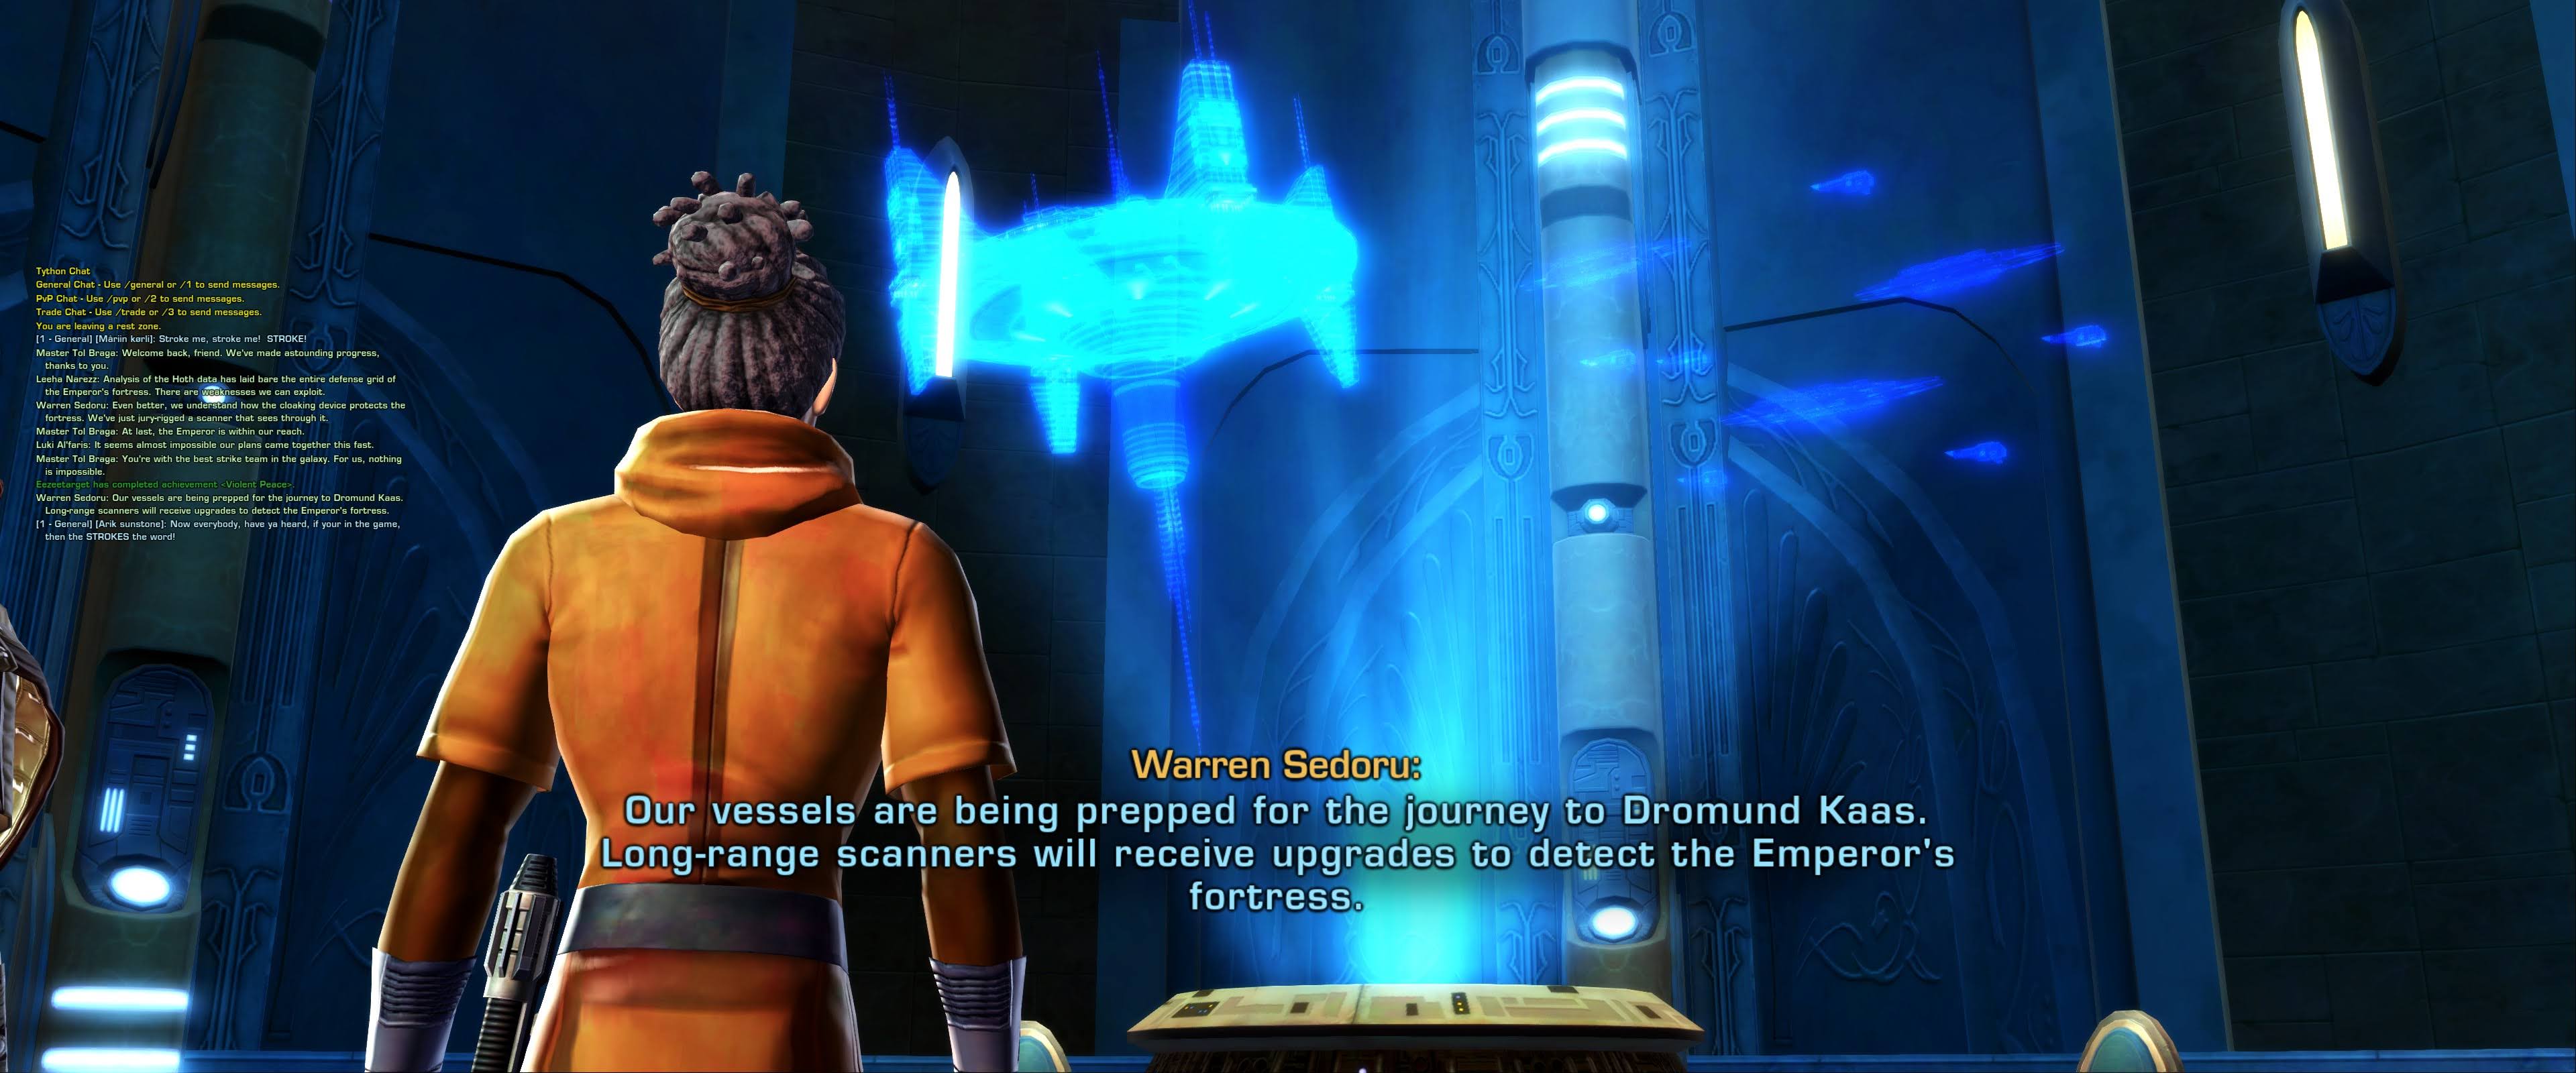 Tython Chat
General Chat - Use /general or /1 to send messages.
PvP Chat - Use /pvp or /2 to send messages.
Trade Chat - Use /trade or /3 to send messages.
You are leaving a rest zone.
[1 - General] [Màriin kørli]: Stroke me, stroke me!  STROKE!
Master Tol Braga: Welcome back, friend. We've made astounding progress,
thanks to you.
Leeha Narezz: Analysis of the Hoth data has laid bare the entire defense grid of
the Emperor's fortress. There are weaknesses we can exploit.
Warren Sedoru: Even better, we understand how the cloaking device protects the
fortress. We've just jury-rigged a scanner that sees through it.
Master Tol Braga: At last, the Emperor is within our reach.
Luki Al'faris: It seems almost impossible our plans came together this fast.
Master Tol Braga: You're with the best strike team in the galaxy. For us, nothing
is impossible.
Eezeetarget has completed achievement <Violent Peace>.
Warren Sedoru: Our vessels are being prepped for the journey to Dromund Kaas.
Long-range scanners will receive upgrades to detect the Emperor's fortress.
[1 - General] [Arik sunstone]: Now everybody, have ya heard, if your in the game,
then the STROKES the word!
Warren Sedoru:
Our vessels are being prepped for the journey to Dromund Kaas.
Long-range scanners will receive upgrades to detect the Emperor's
fortress.